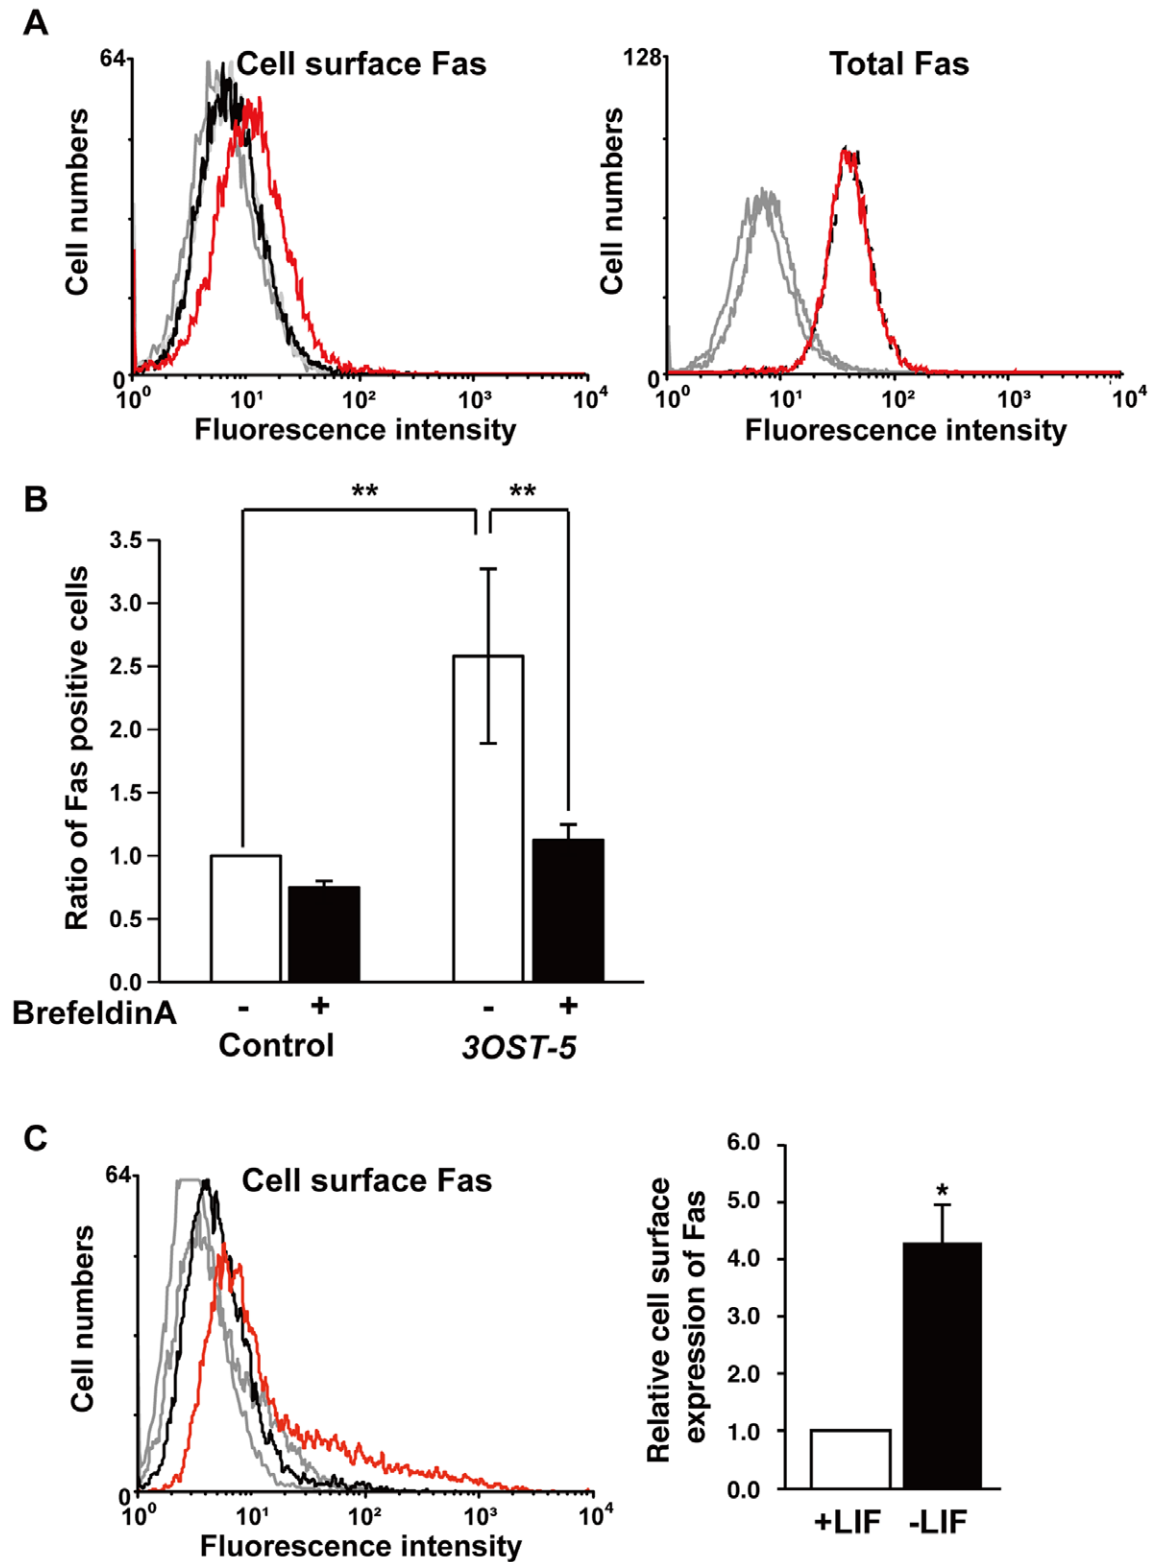 A
Cell surface Fas
64
0
Cell numbers
10⁰ 10¹ 10² 10³ 10⁴
Fluorescence intensity
Total Fas
128
0
Cell numbers
10⁰ 10¹ 10² 10³ 10⁴
Fluorescence intensity
B
** **
3.5
3.0
2.5
2.0
1.5
1.0
0.5
0.0
Ratio of Fas positive cells
BrefeldinA - + - +
Control 3OST-5
C
Cell surface Fas
64
0
Cell numbers
10⁰ 10¹ 10² 10³ 10⁴
Fluorescence intensity
6.0
5.0
4.0
3.0
2.0
1.0
0.0
Relative cell surface
expression of Fas
*
+LIF -LIF